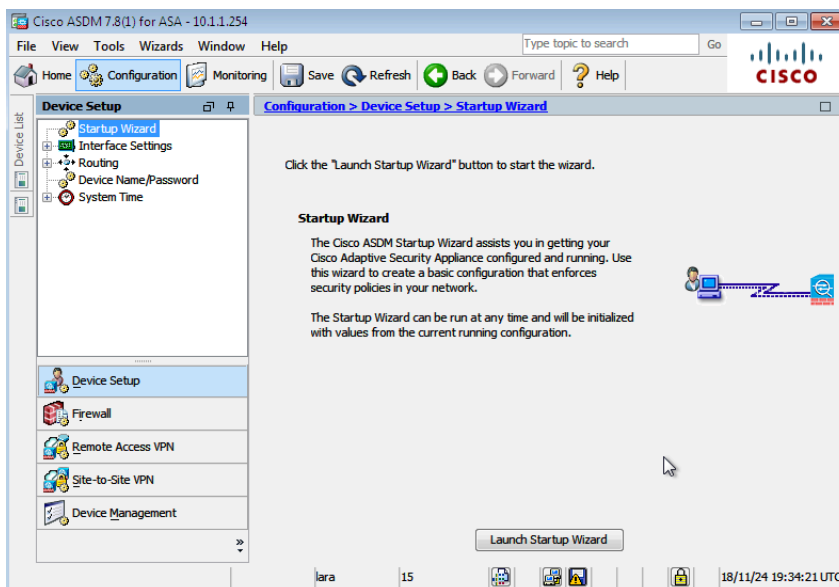 Cisco ASDM 7.8(1) for ASA - 10.1.1.254
File View Tools Wizards Window Help
Type topic to search
Go
Home Configuration Monitoring Save Refresh Back Forward Help
CISCO
Device List
Device Setup
Startup Wizard
Interface Settings
Routing
Device Name/Password
System Time
Device Setup
Firewall
Remote Access VPN
Site-to-Site VPN
Device Management
»
Configuration > Device Setup > Startup Wizard
Click the "Launch Startup Wizard" button to start the wizard.
Startup Wizard
The Cisco ASDM Startup Wizard assists you in getting your
Cisco Adaptive Security Appliance configured and running. Use
this wizard to create a basic configuration that enforces
security policies in your network.
The Startup Wizard can be run at any time and will be initialized
with values from the current running configuration.
Launch Startup Wizard
lara 15 18/11/24 19:34:21 UTC